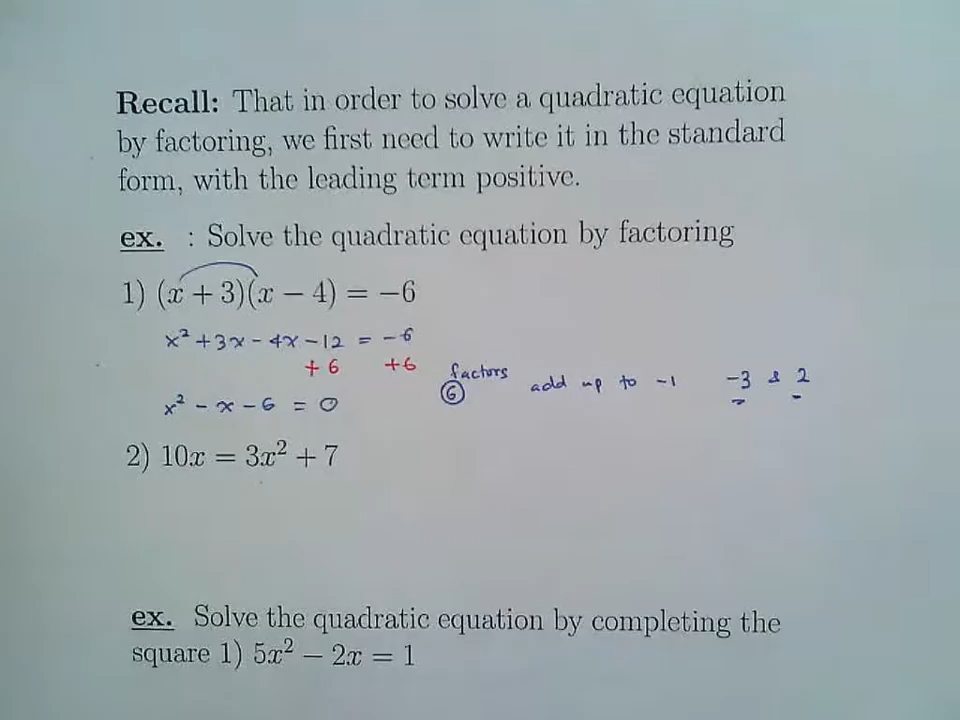 Recall: That in order to solve a quadratic equation
by factoring, we first need to write it in the standard
form, with the leading term positive.
ex. : Solve the quadratic equation by factoring
1) (x + 3)(x − 4) = −6
x² + 3x − 4x − 12 = −6
+ 6 +6
factors
6 add up to −1 −3 & 2
x² − x − 6 = 0
2) 10x = 3x² + 7
ex. Solve the quadratic equation by completing the
square 1) 5x² − 2x = 1